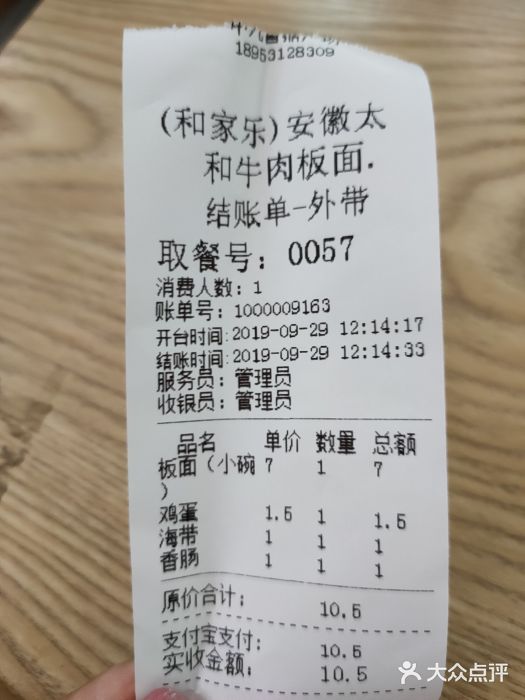 18953128309
(和家乐)安徽太
和牛肉板面.
结账单-外带
取餐号: 0057
消费人数: 1
账单号: 1000009163
开台时间:2019-09-29 12:14:17
结账时间:2019-09-29 12:14:33
服务员: 管理员
收银员: 管理员
品名 单价 数量 总额
板面(小碗 7 1 7
)
鸡蛋 1.5 1 1.5
海带 1 1 1
香肠 1 1 1
原价合计: 10.5
支付宝支付: 10.5
实收金额: 10.5
大众点评